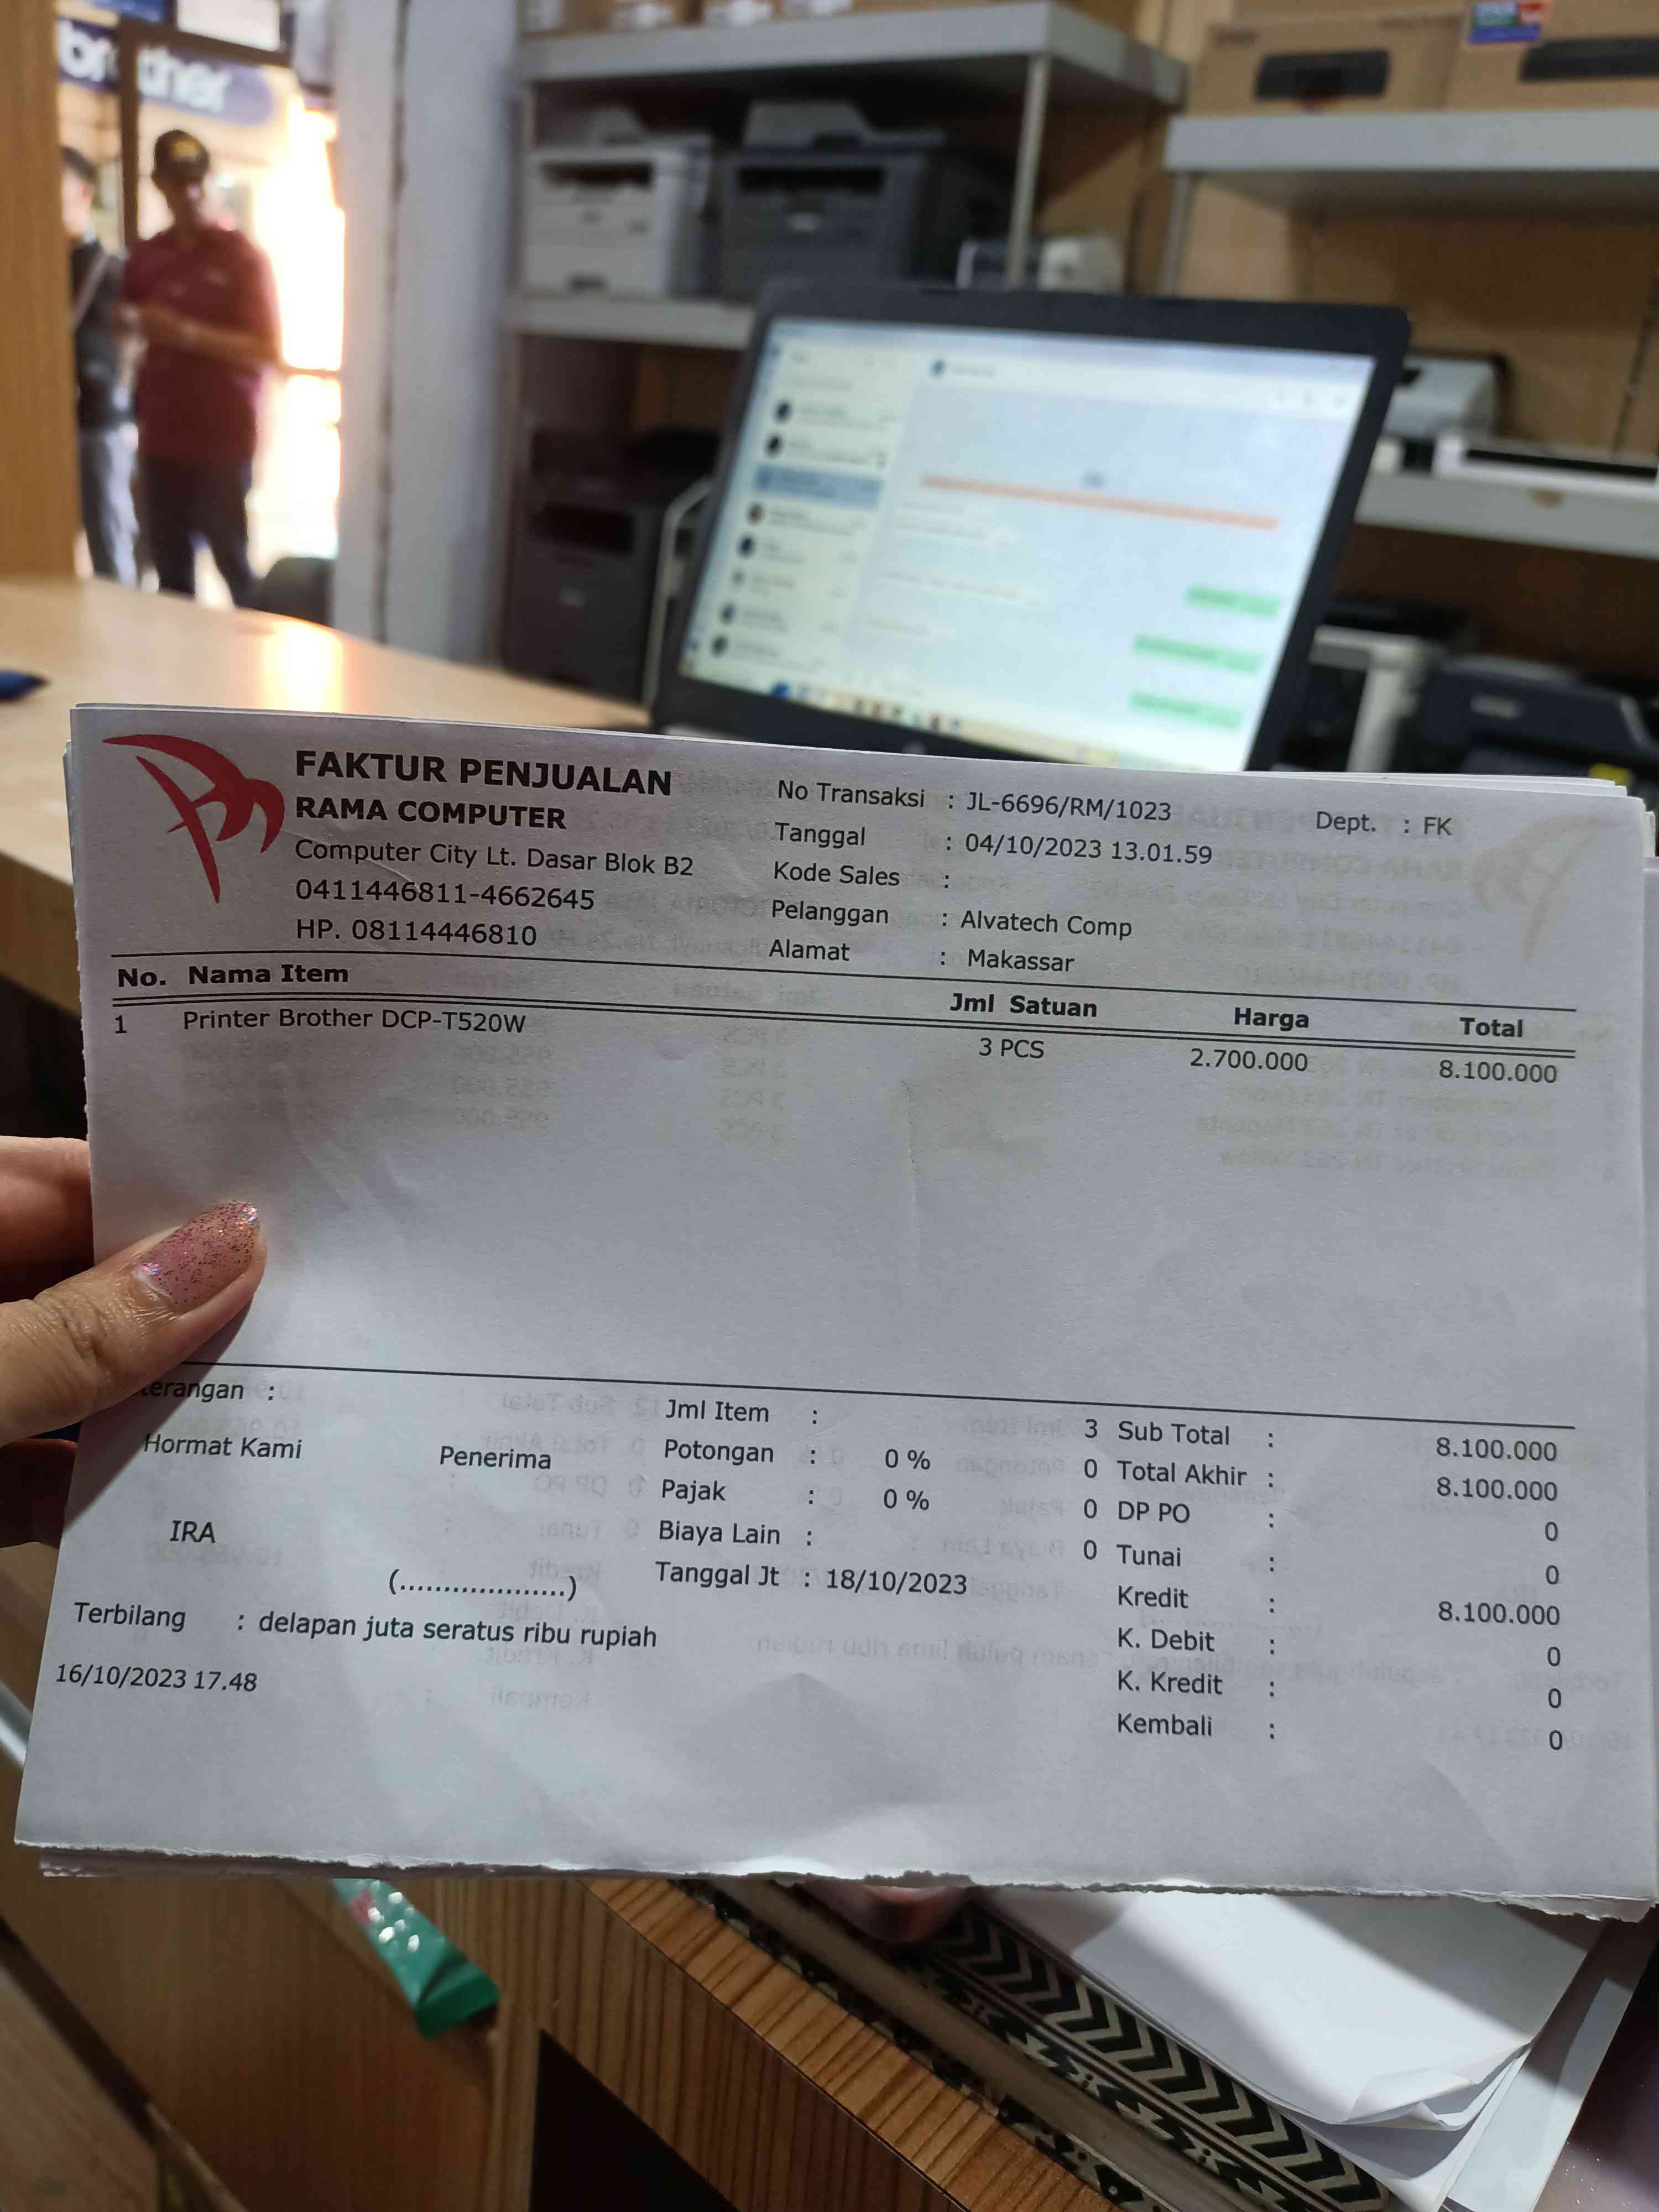 brother
FAKTUR PENJUALAN
RAMA COMPUTER
Computer City Lt. Dasar Blok B2
0411446811-4662645
HP. 08114446810
No Transaksi : JL-6696/RM/1023
Dept. : FK
Tanggal : 04/10/2023 13.01.59
Kode Sales :
Pelanggan : Alvatech Comp
Alamat : Makassar
No. Nama Item Jml Satuan Harga Total
1 Printer Brother DCP-T520W 3 PCS 2.700.000 8.100.000
terangan :
Hormat Kami
Penerima
IRA
(...................)
Jml Item : 3
Potongan : 0 % 0
Pajak : 0 % 0
Biaya Lain : 0
Tanggal Jt : 18/10/2023
Sub Total : 8.100.000
Total Akhir : 8.100.000
DP PO : 0
Tunai : 0
Kredit : 8.100.000
K. Debit : 0
K. Kredit : 0
Kembali : 0
Terbilang : delapan juta seratus ribu rupiah
16/10/2023 17.48